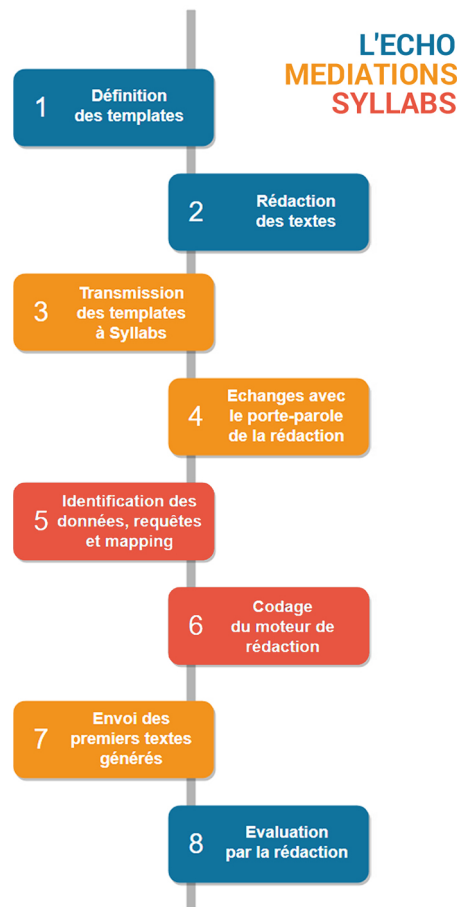 L'ECHO
MEDIATIONS
SYLLABS
1
Définition
des templates
2
Rédaction
des textes
3
Transmission
des templates
à Syllabs
4
Echanges avec
le porte-parole
de la rédaction
5
Identification des
données, requêtes
et mapping
6
Codage
du moteur de
rédaction
7
Envoi des
premiers textes
générés
8
Evaluation
par la rédaction